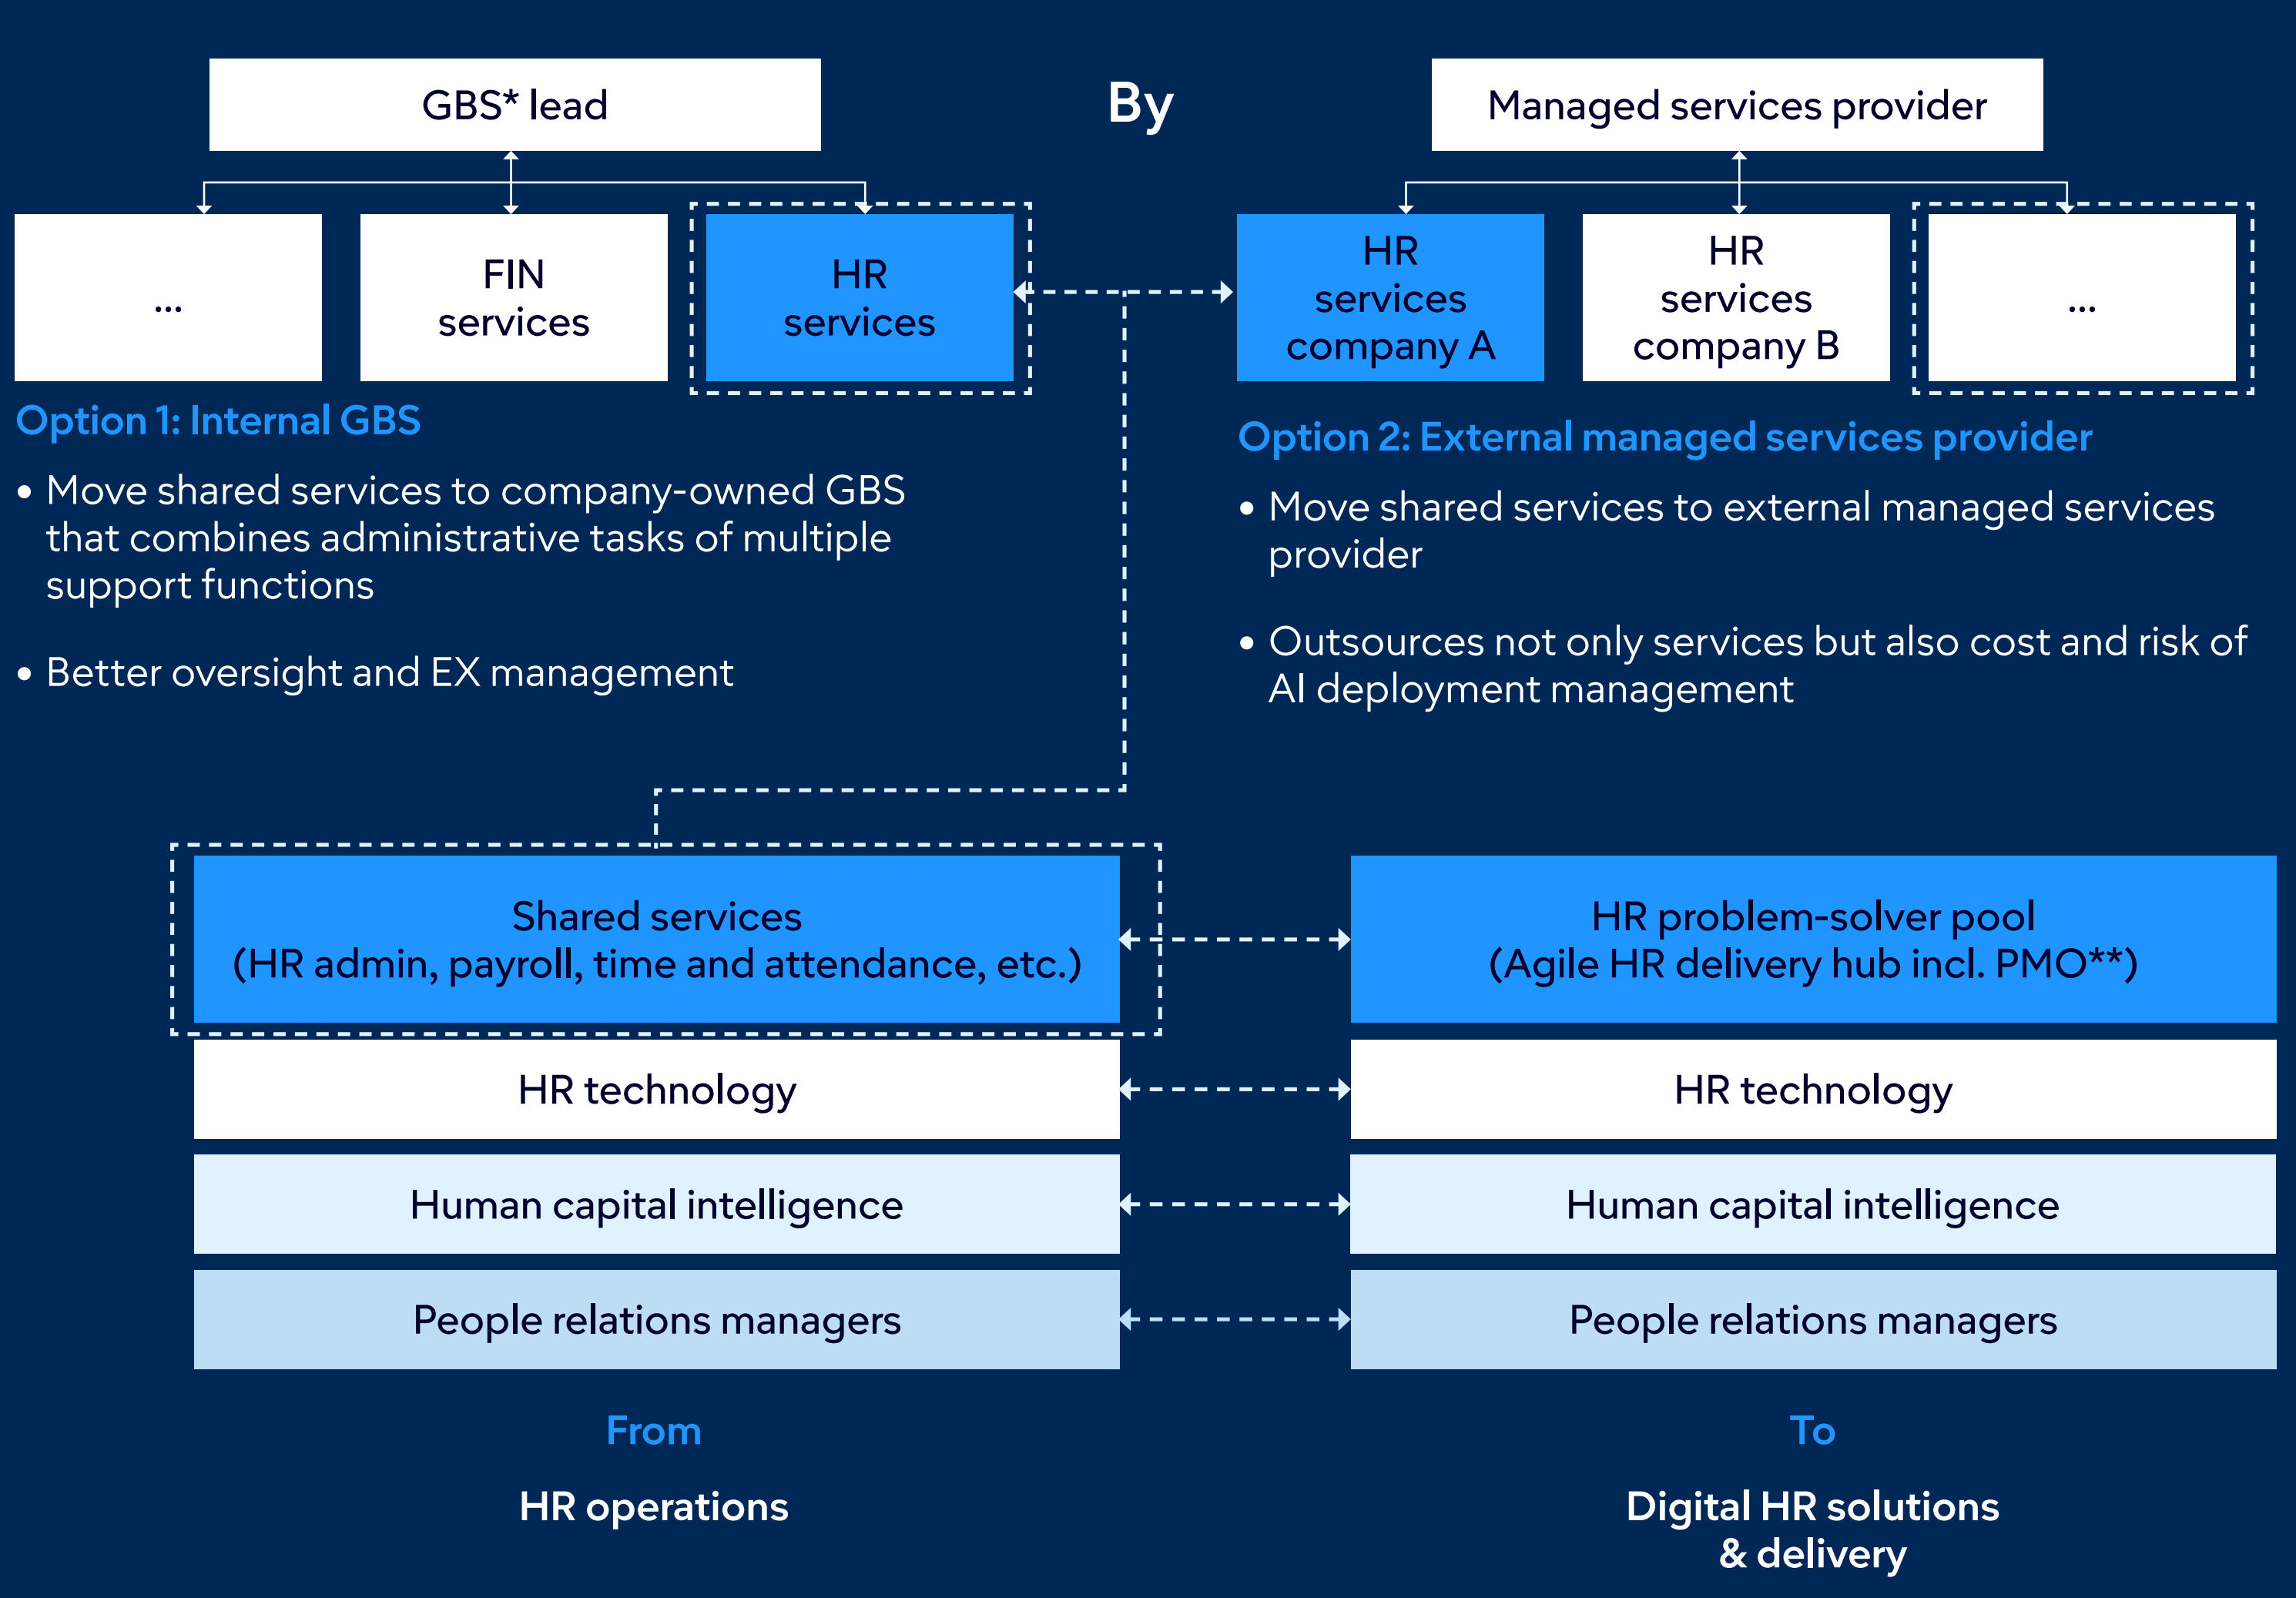 GBS* lead
By
Managed services provider
...
FIN
services
HR
services
HR
services
company A
HR
services
company B
...
Option 1: Internal GBS
• Move shared services to company-owned GBS
that combines administrative tasks of multiple
support functions
• Better oversight and EX management
Option 2: External managed services provider
• Move shared services to external managed services
provider
• Outsources not only services but also cost and risk of
AI deployment management
Shared services
(HR admin, payroll, time and attendance, etc.)
HR problem-solver pool
(Agile HR delivery hub incl. PMO**)
HR technology
HR technology
Human capital intelligence
Human capital intelligence
People relations managers
People relations managers
From
HR operations
To
Digital HR solutions
& delivery